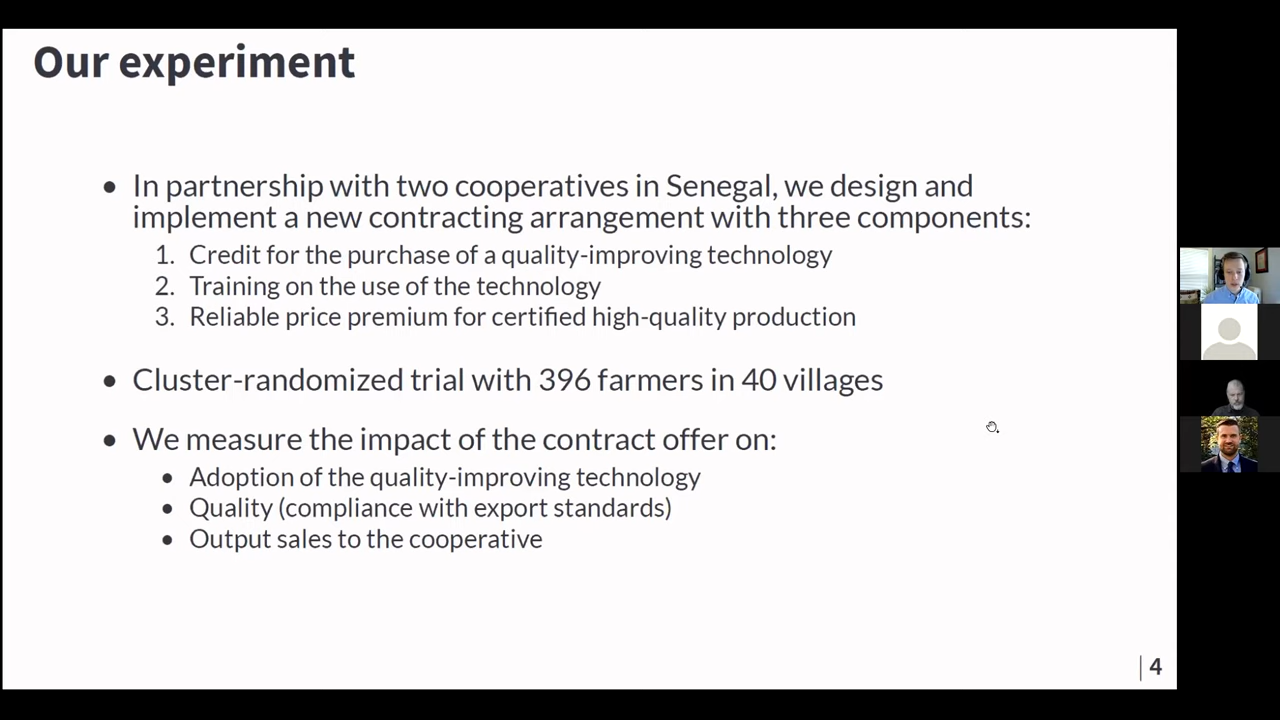 Our experiment
• In partnership with two cooperatives in Senegal, we design and
implement a new contracting arrangement with three components:
1. Credit for the purchase of a quality-improving technology
2. Training on the use of the technology
3. Reliable price premium for certified high-quality production
• Cluster-randomized trial with 396 farmers in 40 villages
• We measure the impact of the contract offer on:
• Adoption of the quality-improving technology
• Quality (compliance with export standards)
• Output sales to the cooperative
| 4